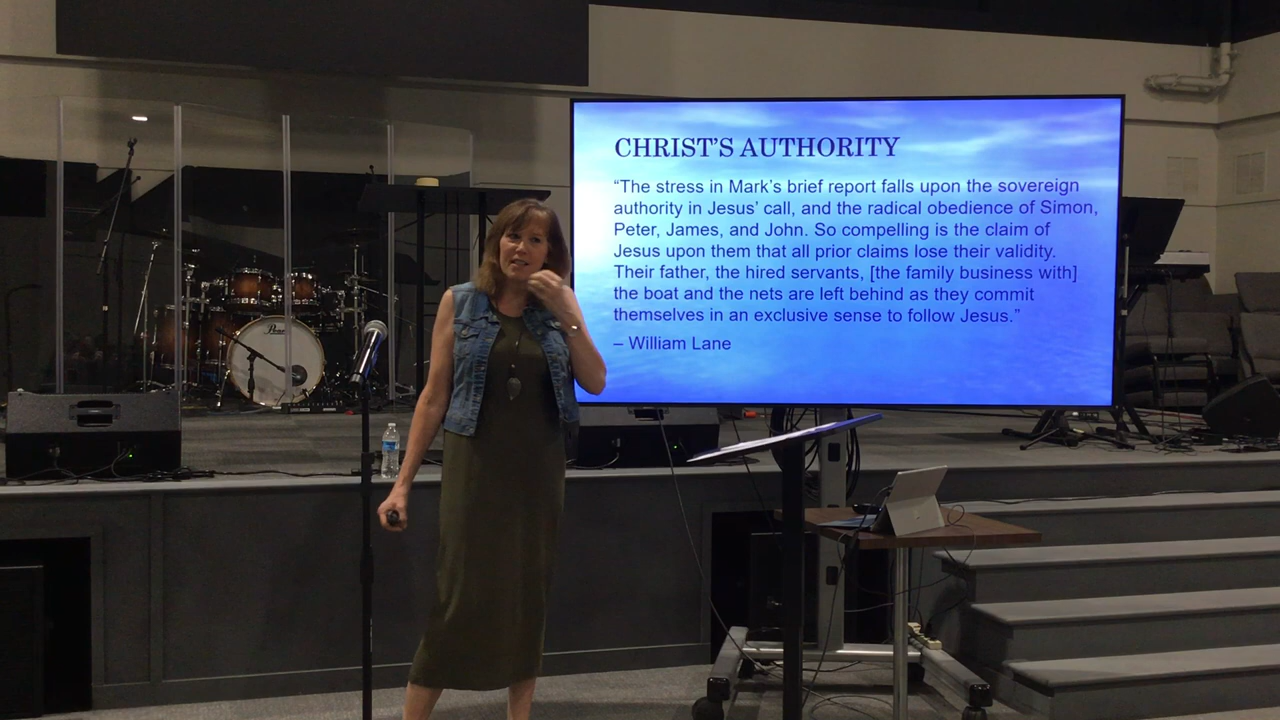 CHRIST’S AUTHORITY
“The stress in Mark’s brief report falls upon the sovereign
authority in Jesus’ call, and the radical obedience of Simon,
Peter, James, and John. So compelling is the claim of
Jesus upon them that all prior claims lose their validity.
Their father, the hired servants, [the family business with]
the boat and the nets are left behind as they commit
themselves in an exclusive sense to follow Jesus.”
– William Lane
Pearl